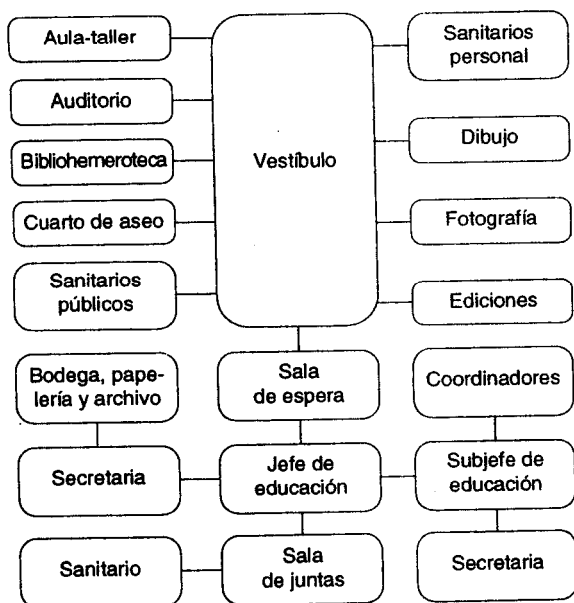 Aula-taller
Auditorio
Bibliohemeroteca
Cuarto de aseo
Sanitarios
públicos
Vestíbulo
Sanitarios
personal
Dibujo
Fotografía
Ediciones
Bodega, pape-
lería y archivo
Sala
de espera
Coordinadores
Secretaria
Jefe de
educación
Subjefe de
educación
Sanitario
Sala
de juntas
Secretaria